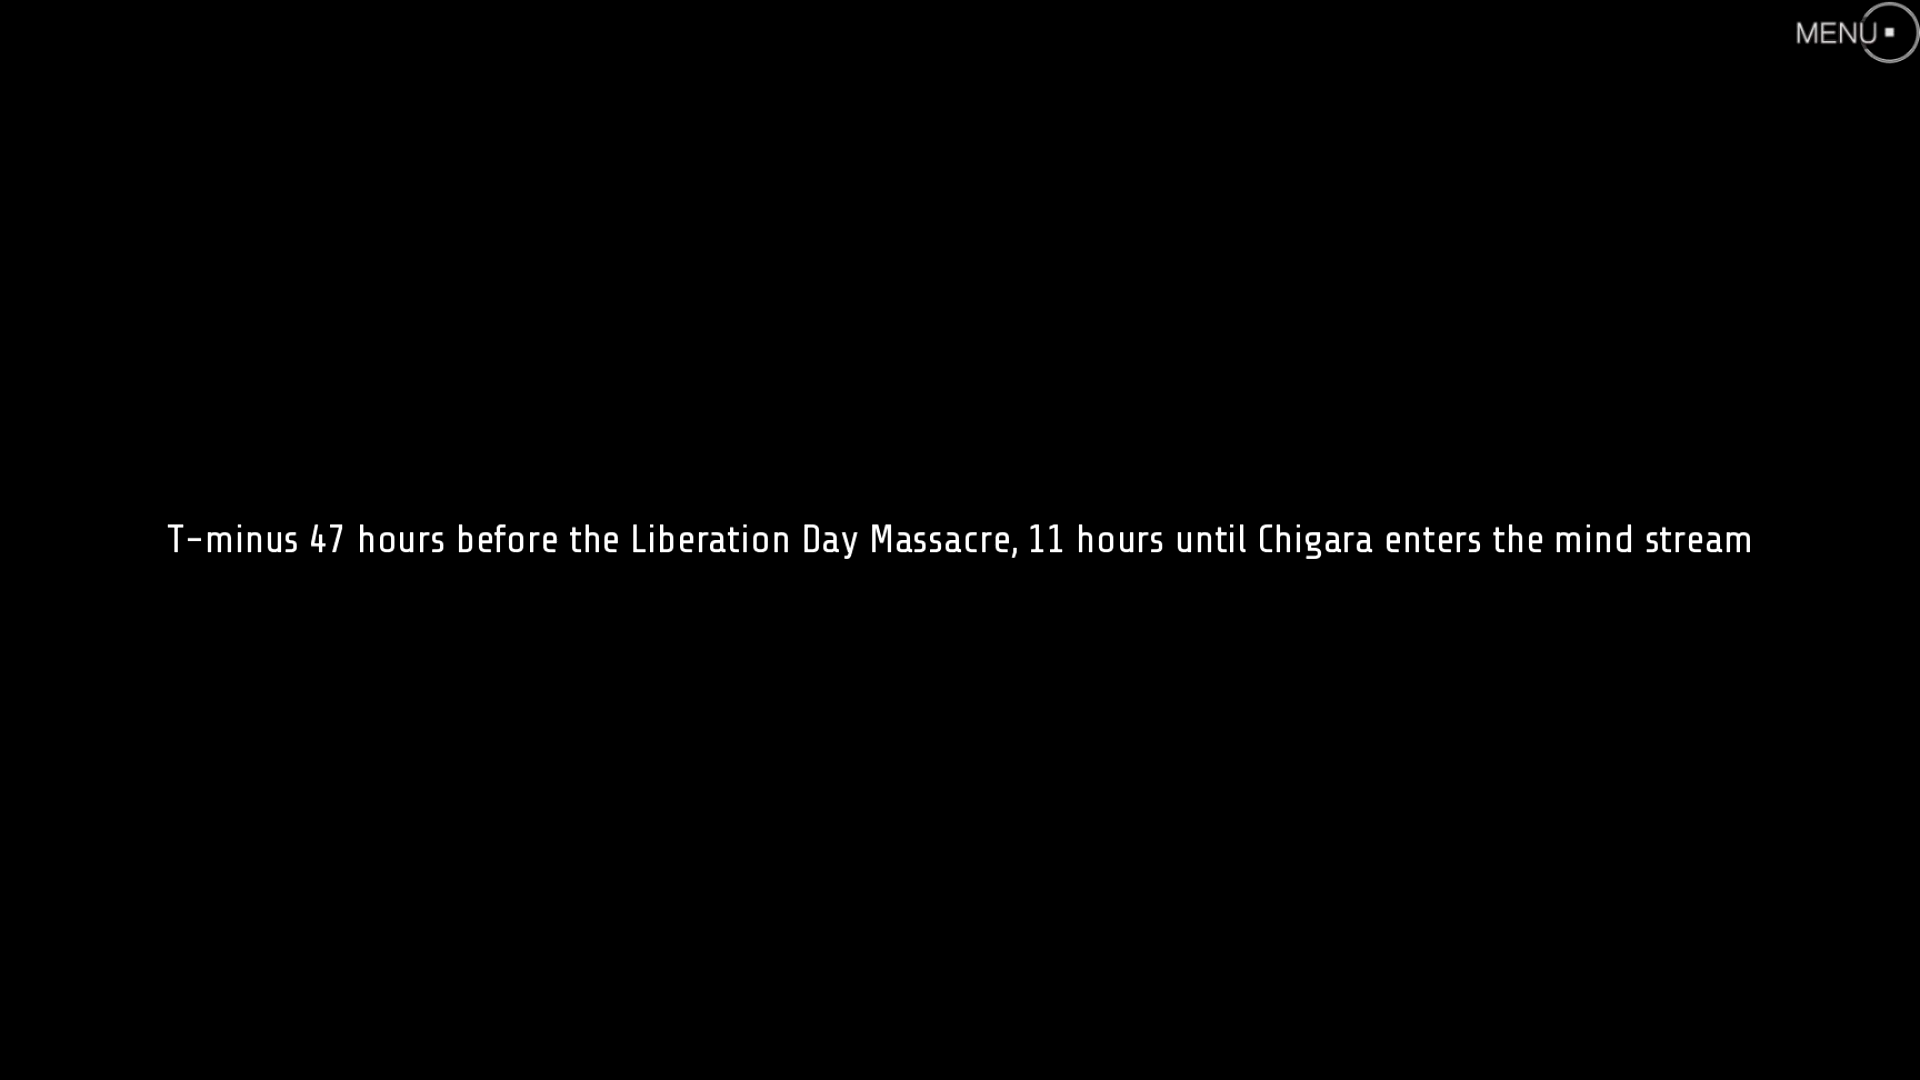 MENU
T-minus 47 hours before the Liberation Day Massacre, 11 hours until Chigara enters the mind stream